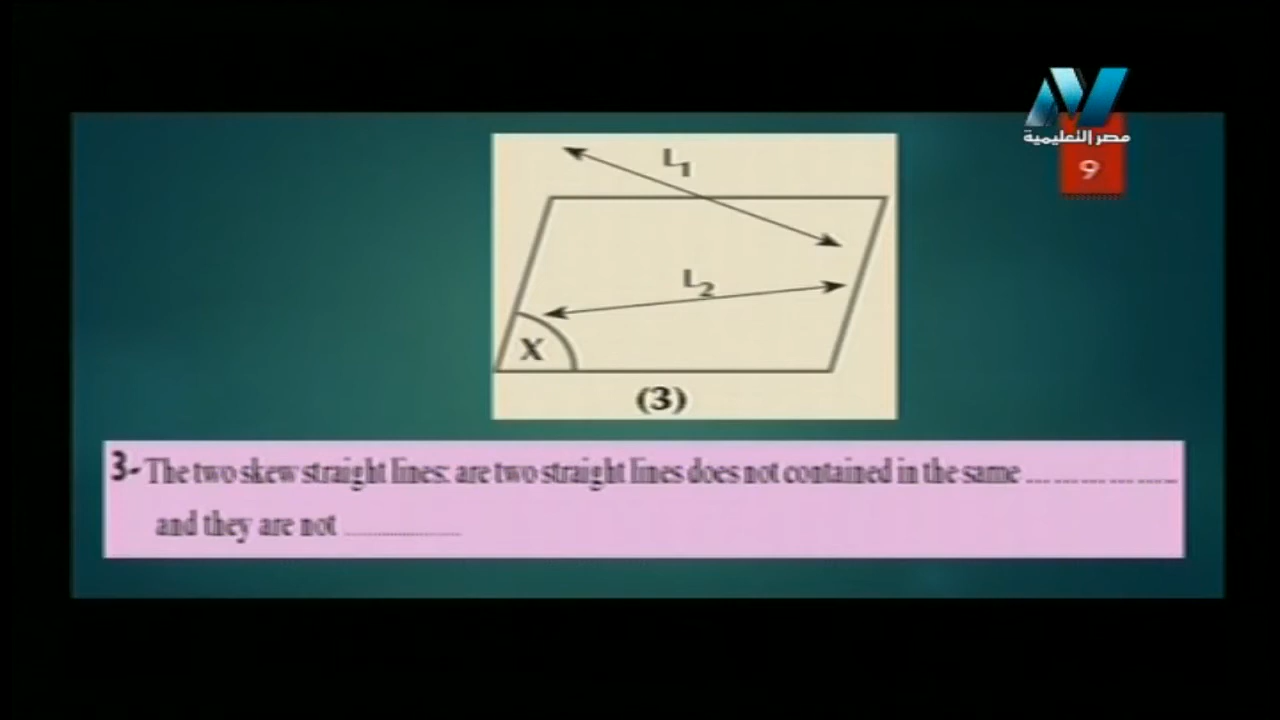 مصر التعليمية
9
L1
L2
X
(3)
3- The two skew straight lines: are two straight lines does not contained in the same ... ... ... ... ... ...
and they are not ........................